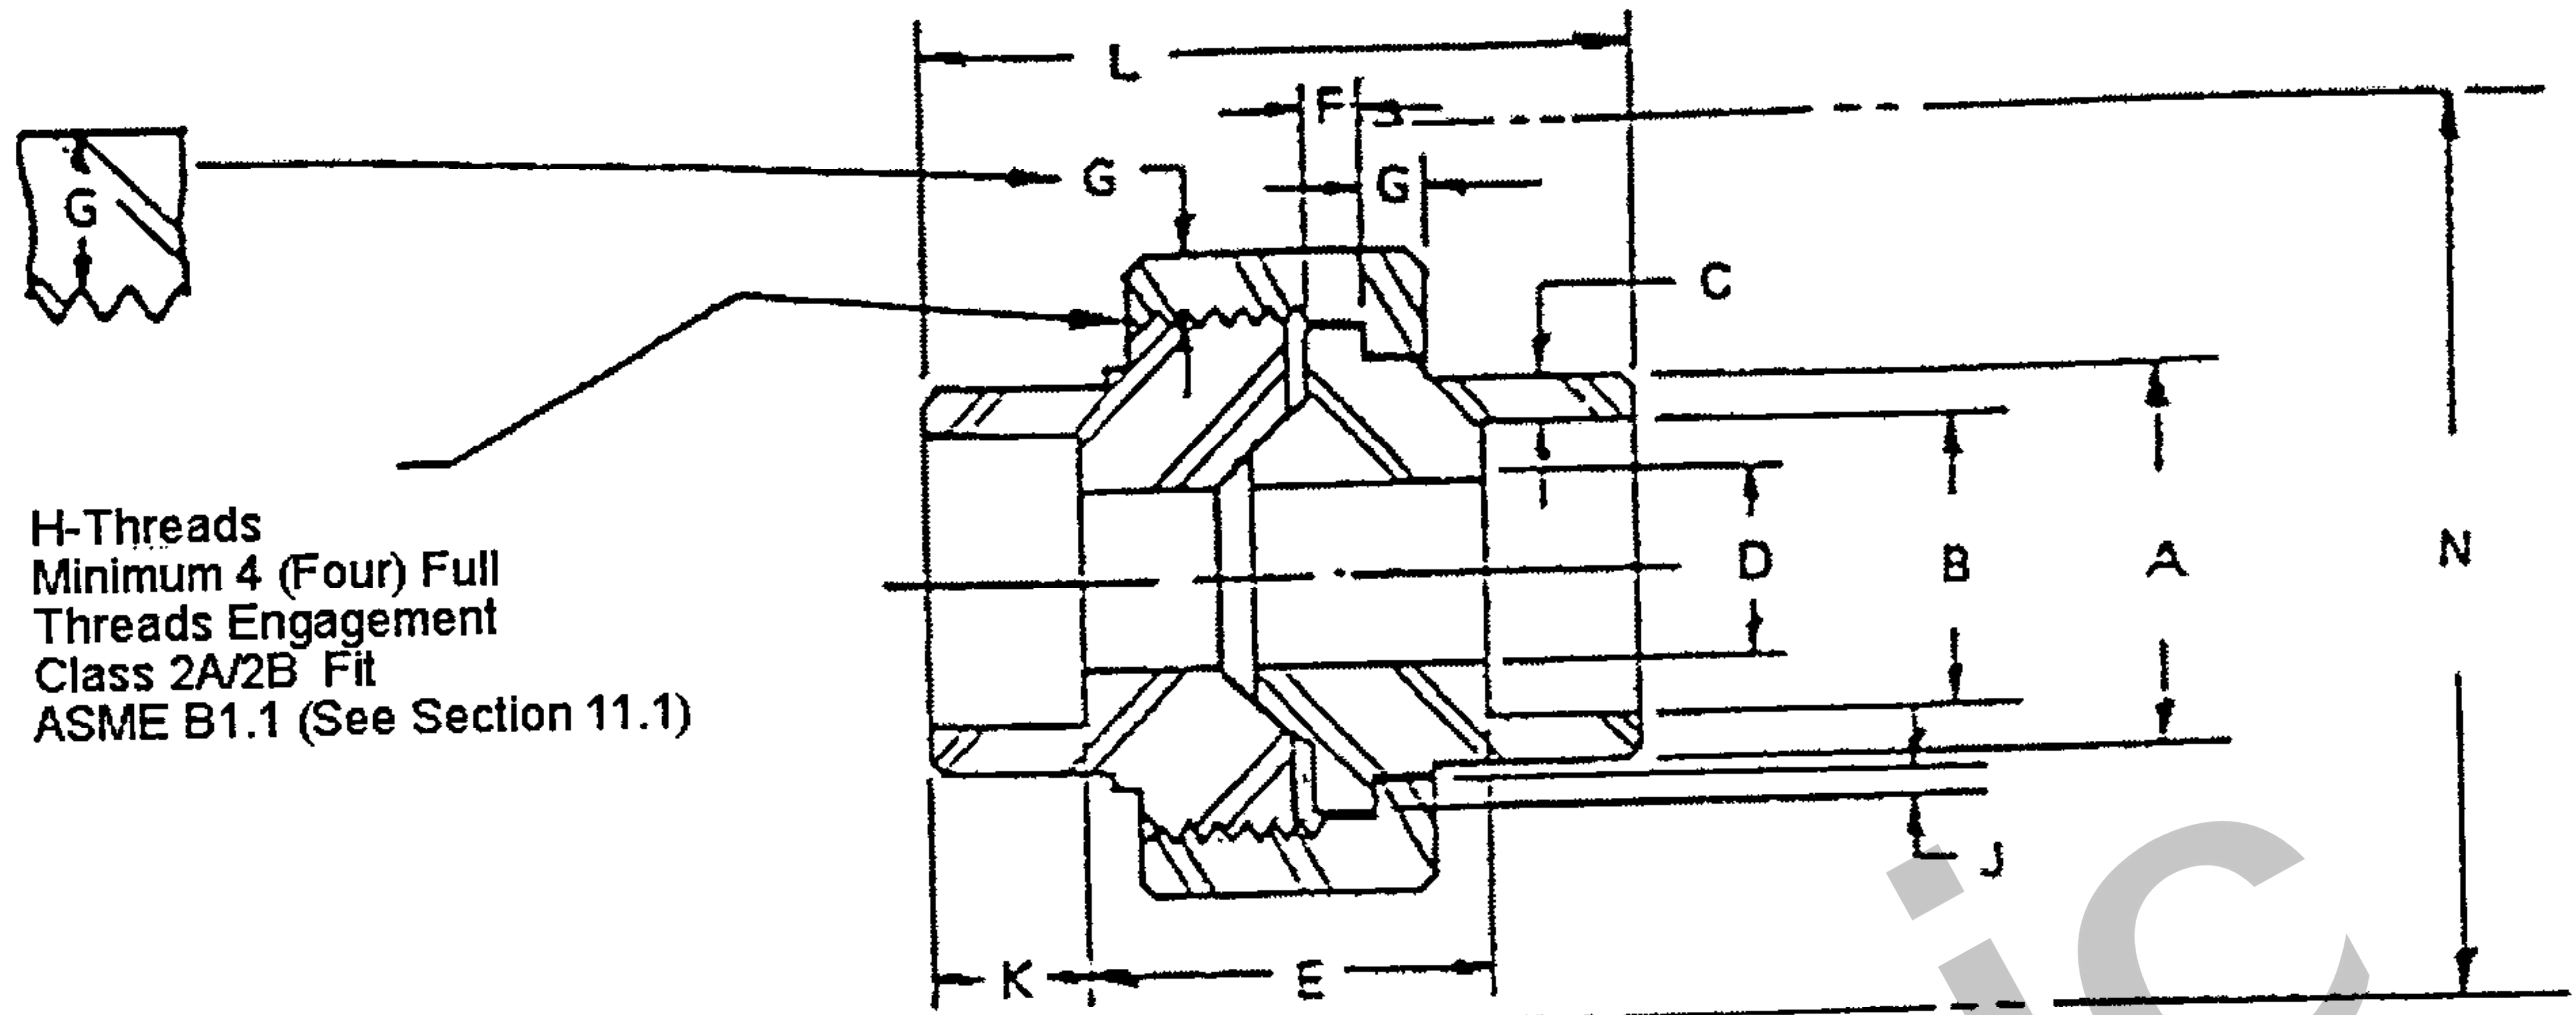 L
F
G
G
G
C
H-Threads
Minimum 4 (Four) Full
Threads Engagement
Class 2A/2B Fit
ASME B1.1 (See Section 11.1)
D
B
A
N
J
K
E